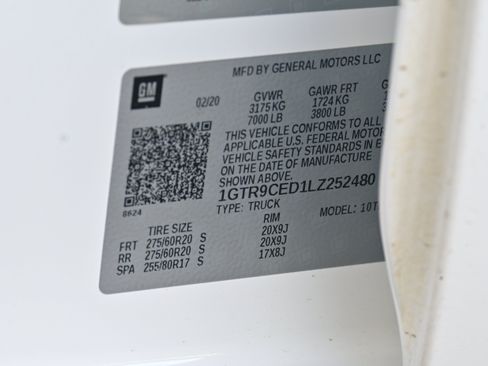 MFD BY GENERAL MOTORS LLC
GM
02/20 GVWR GAWR FRT G
3175 KG 1724 KG
7000 LB 3800 LB
THIS VEHICLE CONFORMS TO ALL
APPLICABLE U.S. FEDERAL MOTOR
VEHICLE SAFETY STANDARDS IN E
ON THE DATE OF MANUFACTURE
SHOWN ABOVE.
1GTR9CED1LZ252480
8624
TYPE: TRUCK MODEL: 10T
TIRE SIZE RIM
FRT 275/60R20 S 20X9J
RR 275/60R20 S 20X9J
SPA 255/80R17 S 17X8J